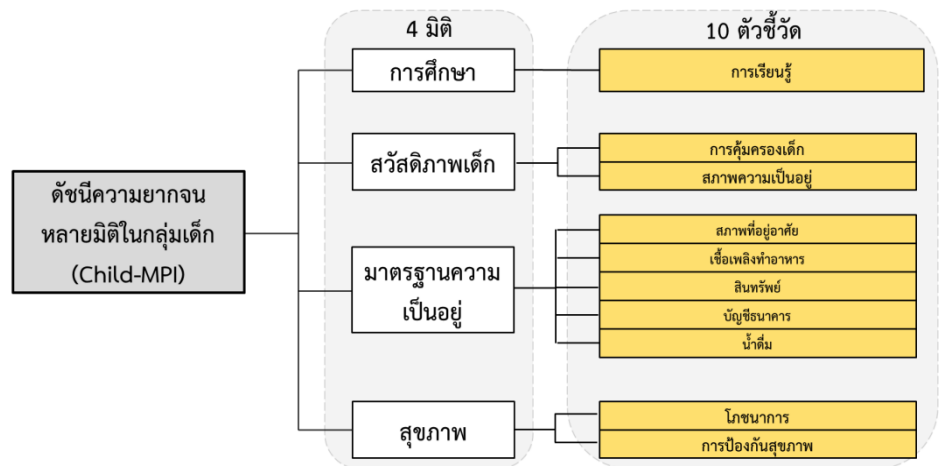 4 มิติ
10 ตัวชี้วัด
ดัชนีความยากจน
หลายมิติในกลุ่มเด็ก
(Child-MPI)
การศึกษา
การเรียนรู้
สวัสดิภาพเด็ก
การคุ้มครองเด็ก
สภาพความเป็นอยู่
มาตรฐานความ
เป็นอยู่
สภาพที่อยู่อาศัย
เชื้อเพลิงทำอาหาร
สินทรัพย์
บัญชีธนาคาร
น้ำดื่ม
สุขภาพ
โภชนาการ
การป้องกันสุขภาพ